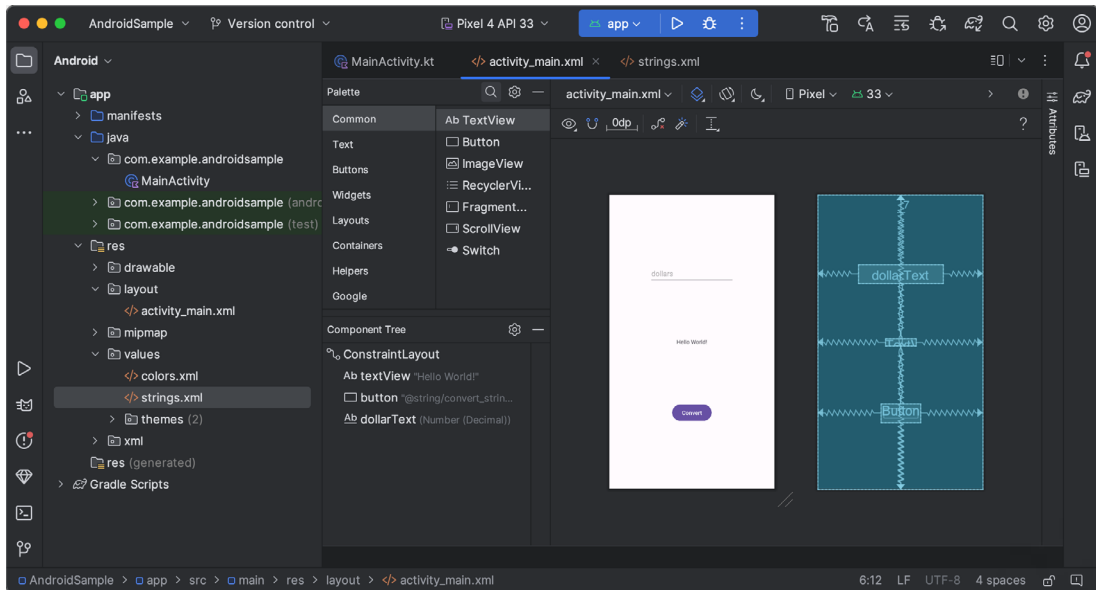 AndroidSample Version control Pixel 4 API 33 app
Android
app
manifests
java
com.example.androidsample
MainActivity
com.example.androidsample (andro
com.example.androidsample (test)
res
drawable
layout
activity_main.xml
mipmap
values
colors.xml
strings.xml
themes (2)
xml
res (generated)
Gradle Scripts
MainActivity.kt activity_main.xml strings.xml
Palette
Common
Text
Buttons
Widgets
Layouts
Containers
Helpers
Google
Ab TextView
Button
ImageView
RecyclerVi...
Fragment...
ScrollView
Switch
Component Tree
ConstraintLayout
Ab textView "Hello World!"
button "@string/convert_strin...
Ab dollarText (Number (Decimal))
activity_main.xml Pixel 33
0dp ?
dollars
Hello World!
Convert
dollarText
Button
Attributes
AndroidSample > app > src > main > res > layout > activity_main.xml 6:12 LF UTF-8 4 spaces